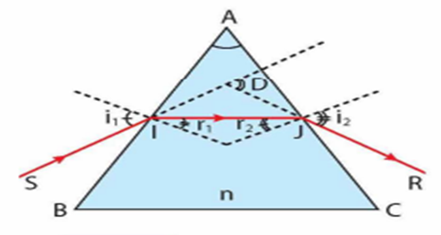 A
D
i₁ I r₁ r₂ J i₂
S R
n
B C